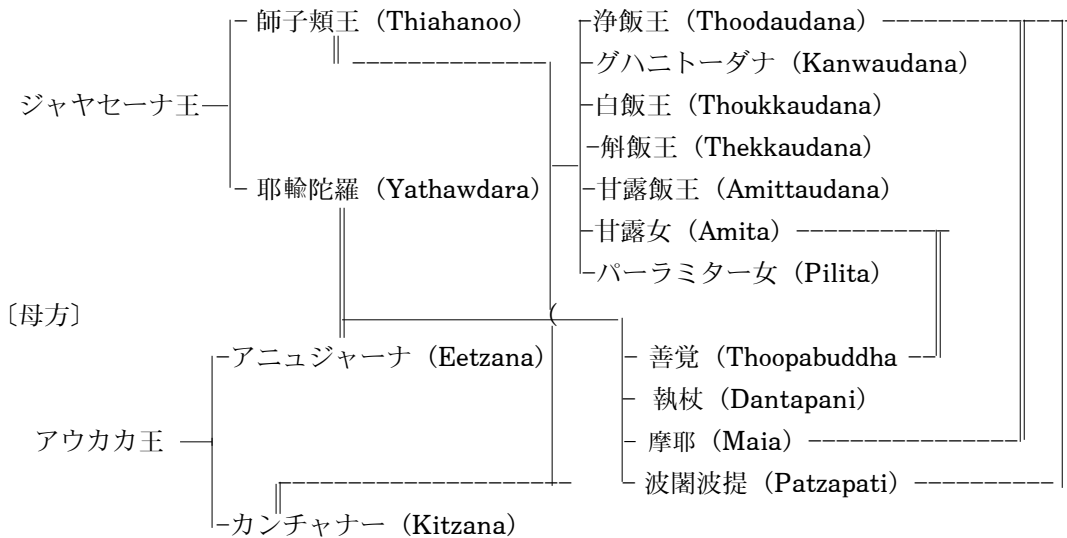 師子頬王（Thiahanoo）
浄飯王（Thoodaudana）
グハニトーダナ（Kanwaudana）
ジャヤセーナ王
白飯王（Thoukkaudana）
斛飯王（Thekkaudana）
耶輸陀羅（Yathawdara）
甘露飯王（Amittaudana）
甘露女（Amita）
パーラミター女（Pilita）
〔母方〕
アニュジャーナ（Eetzana）
善覚（Thoopabuddha
執杖（Dantapani）
アウカカ王
摩耶（Maia）
波闍波提（Patzapati）
カンチャナー（Kitzana）